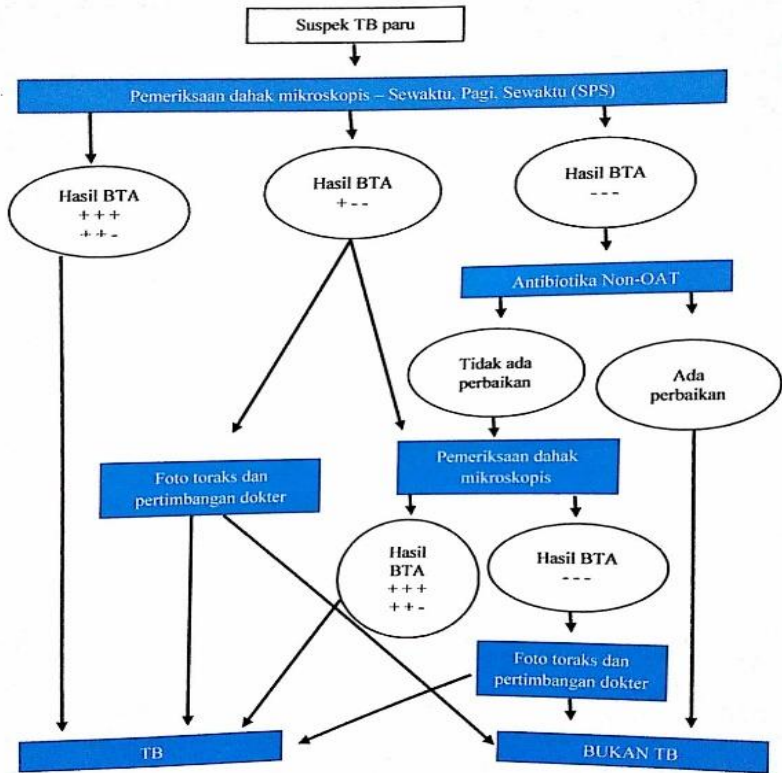 Suspek TB paru
Pemeriksaan dahak mikroskopis – Sewaktu, Pagi, Sewaktu (SPS)
Hasil BTA
+ + +
+ + -
Hasil BTA
+ - -
Hasil BTA
- - -
Antibiotika Non-OAT
Tidak ada
perbaikan
Ada
perbaikan
Foto toraks dan
pertimbangan dokter
Pemeriksaan dahak
mikroskopis
Hasil
BTA
+ + +
+ + -
Hasil BTA
- - -
Foto toraks dan
pertimbangan dokter
TB
BUKAN TB